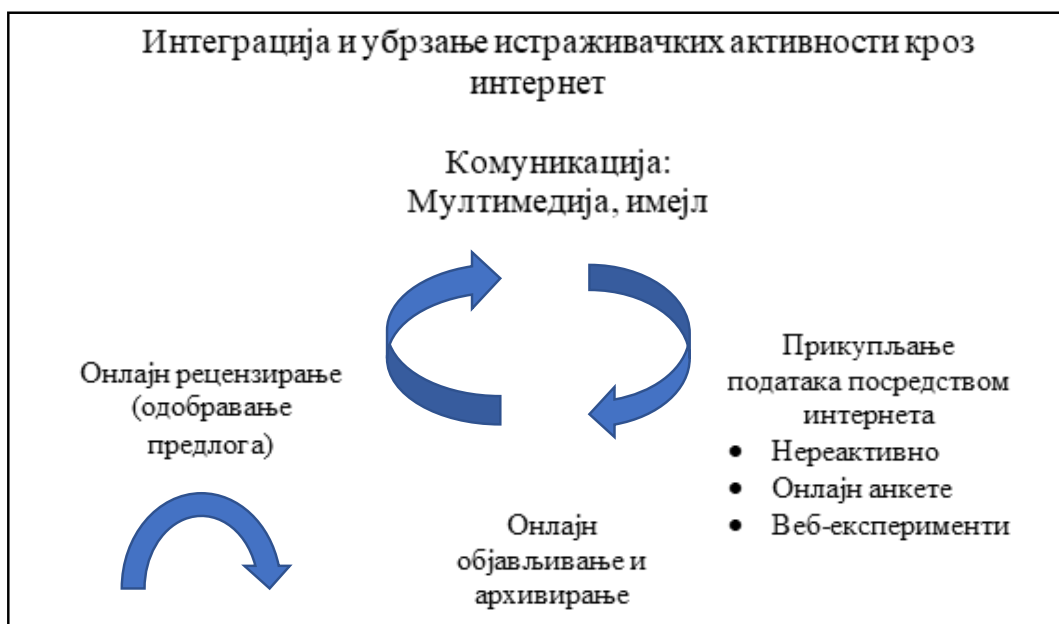 Интеграција и убрзање истраживачких активности кроз
интернет
Комуникација:
Мултимедија, имејл
Онлајн рецензирање
(одобравање
предлога)
Прикупљање
података посредством
интернета
• Нереактивно
• Онлајн анкете
• Веб-експерименти
Онлајн
објављивање и
архивирање